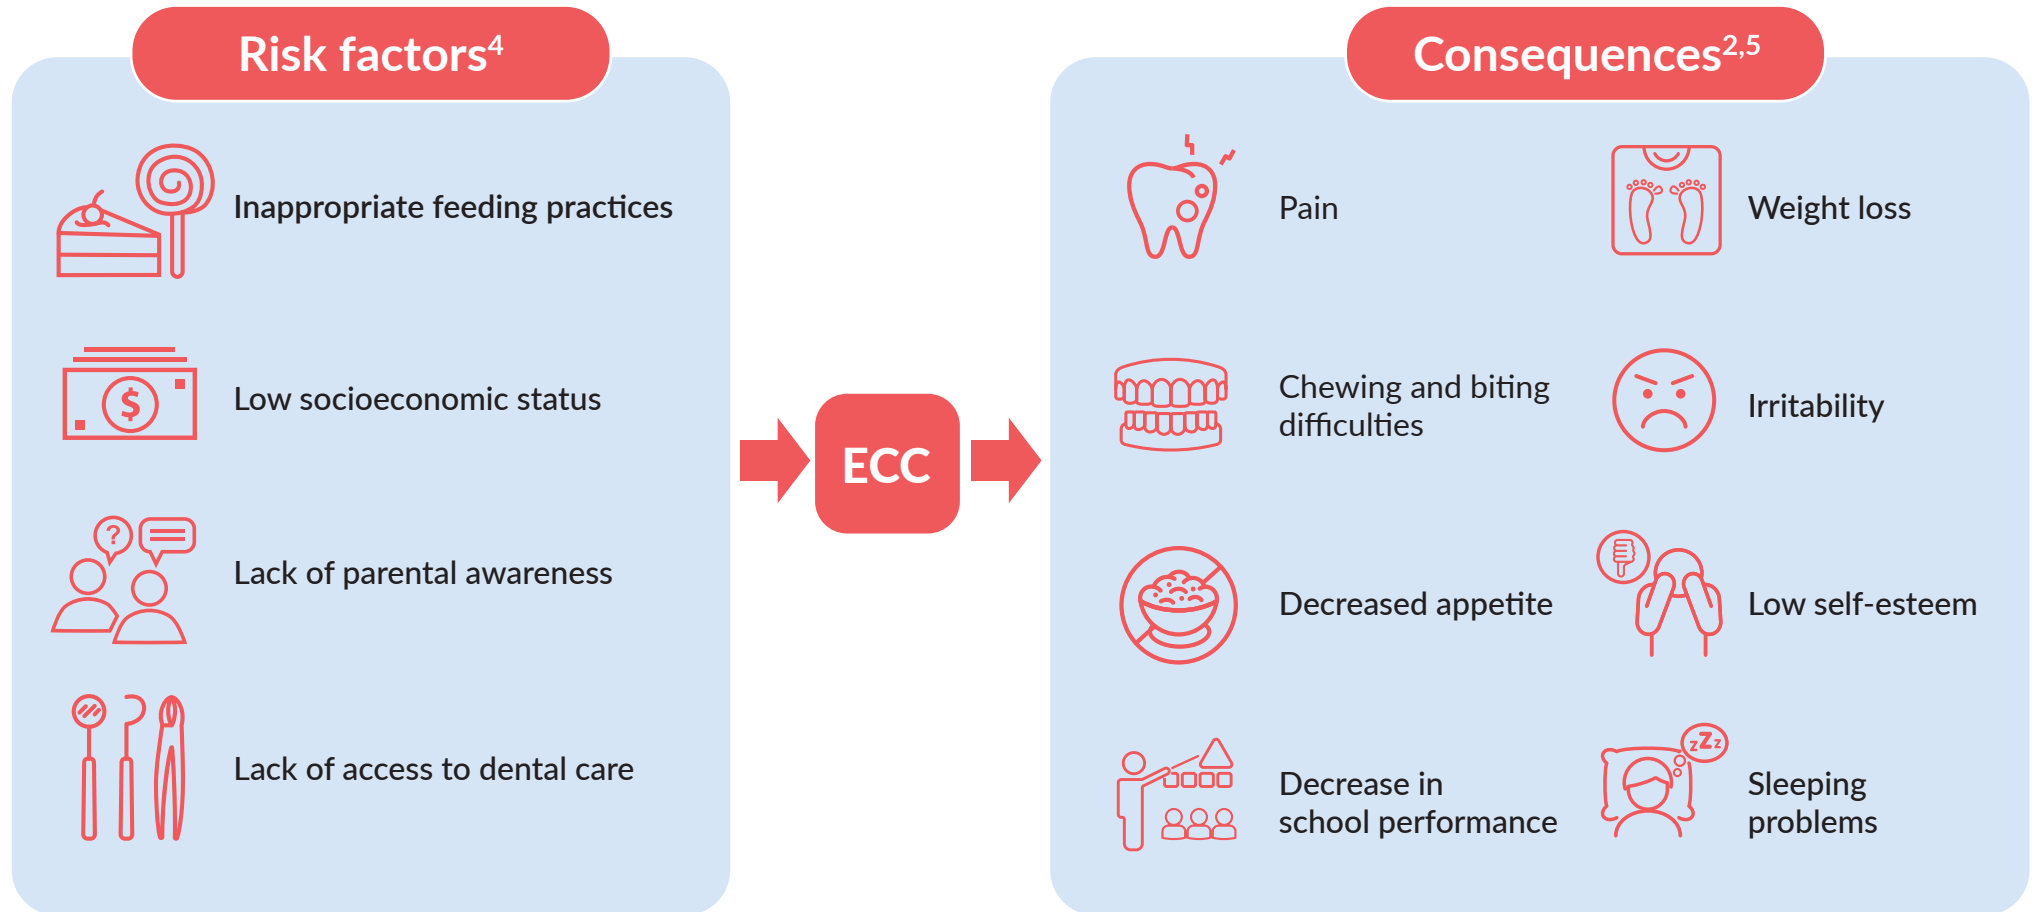 Risk factors4
Inappropriate feeding practices
$
Low socioeconomic status
?
Lack of parental awareness
Lack of access to dental care
ECC
Consequences2,5
Pain
Weight loss
Chewing and biting
difficulties
Irritability
Decreased appetite
Low self-esteem
Decrease in
school performance
zZz
Sleeping
problems